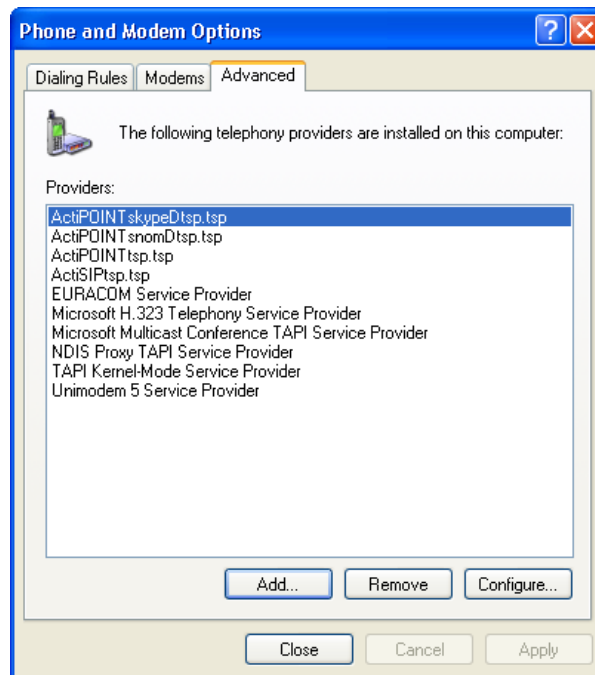 Phone and Modem Options
Dialing Rules Modems Advanced
The following telephony providers are installed on this computer:
Providers:
ActiPOINTskypeDtsp.tsp
ActiPOINTsnomDtsp.tsp
ActiPOINTtsp.tsp
ActiSIPtsp.tsp
EURACOM Service Provider
Microsoft H.323 Telephony Service Provider
Microsoft Multicast Conference TAPI Service Provider
NDIS Proxy TAPI Service Provider
TAPI Kernel-Mode Service Provider
Unimodem 5 Service Provider
Add... Remove Configure...
Close Cancel Apply